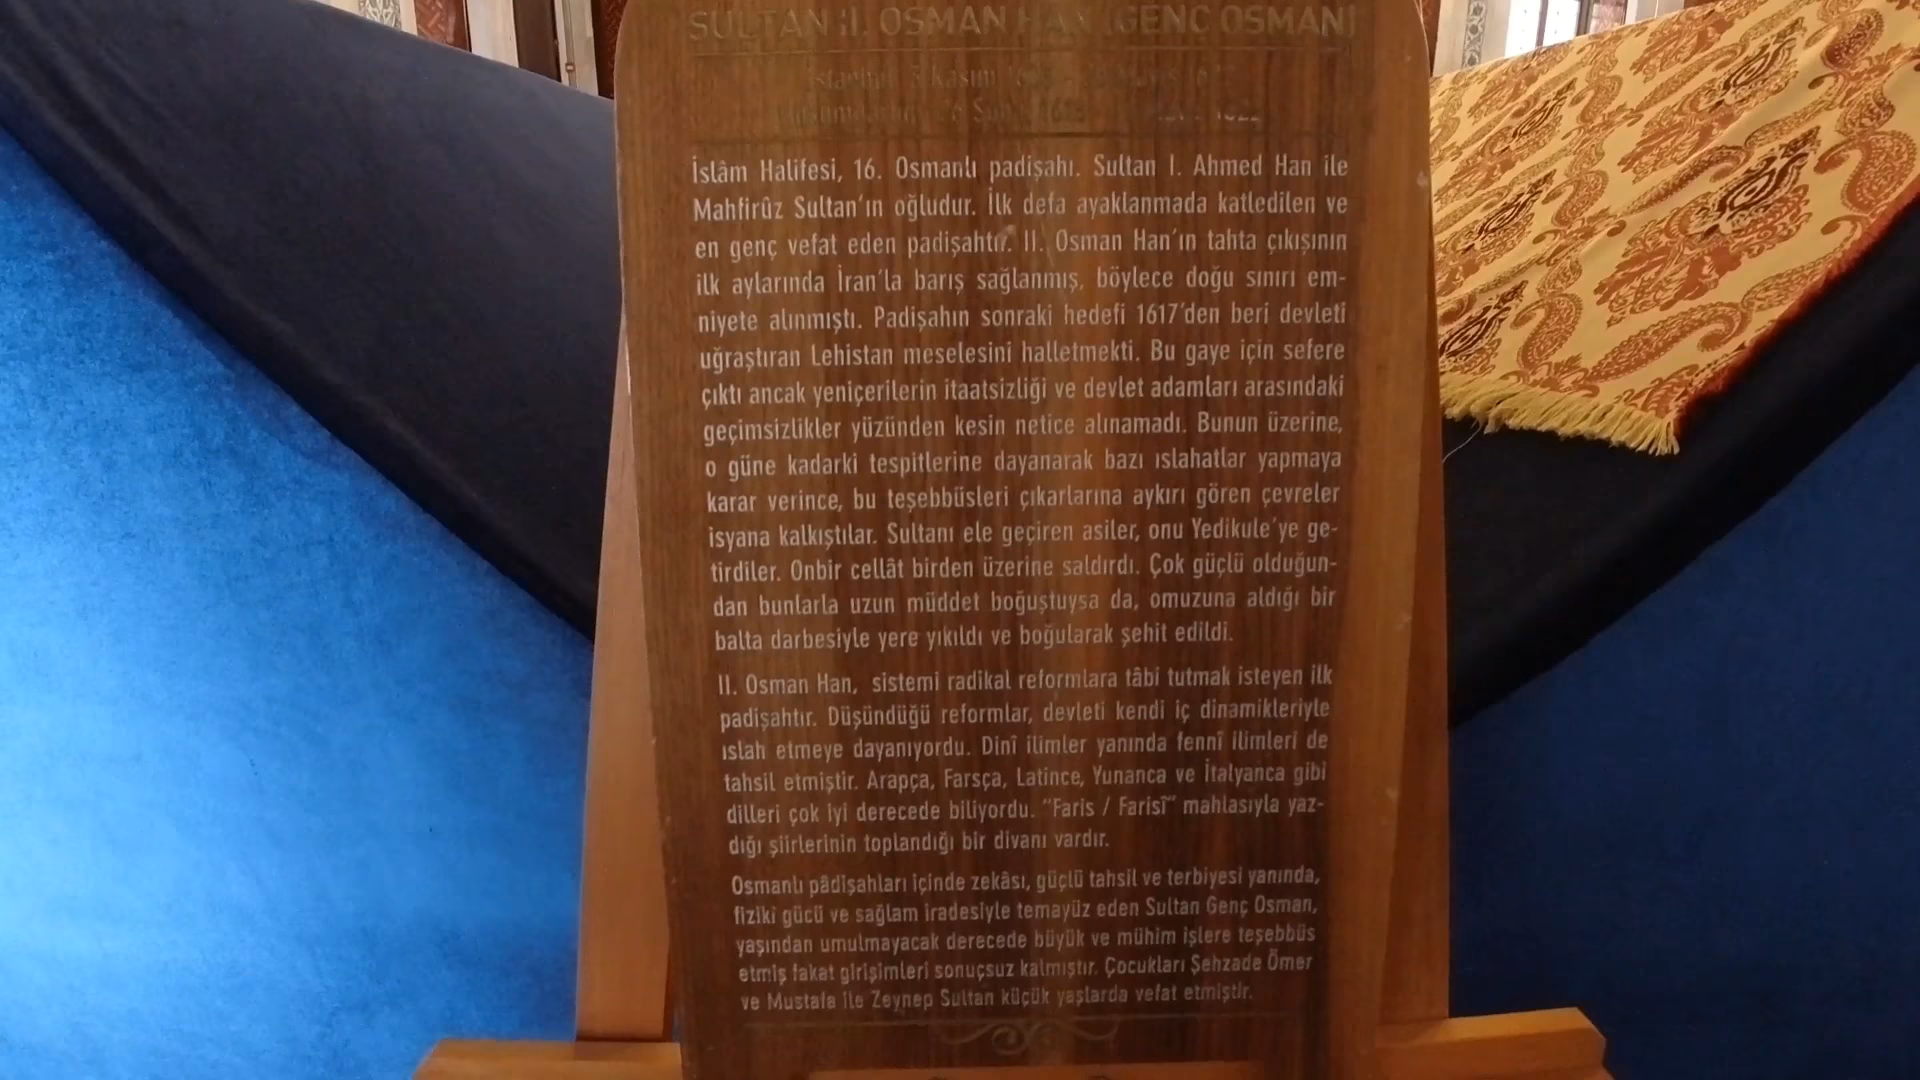 SULTAN II. OSMAN HAN (GENÇ OSMAN)
İstanbul, 3 Kasım
1622
İslâm Halifesi, 16. Osmanlı padişahı. Sultan I. Ahmed Han ile
Mahfirûz Sultan'ın oğludur. İlk defa ayaklanmada katledilen ve
en genç vefat eden padişahtır. II. Osman Han'ın tahta çıkışının
ilk aylarında İran'la barış sağlanmış, böylece doğu sınırı em-
niyete alınmıştı. Padişahın sonraki hedefi 1617'den beri devleti
uğraştıran Lehistan meselesini halletmekti. Bu gaye için sefere
çıktı ancak yeniçerilerin itaatsizliği ve devlet adamları arasındaki
geçimsizlikler yüzünden kesin netice alınamadı. Bunun üzerine,
o güne kadarki tespitlerine dayanarak bazı ıslahatlar yapmaya
karar verince, bu teşebbüsleri çıkarlarına aykırı gören çevreler
isyana kalkıştılar. Sultanı ele geçiren asiler, onu Yedikule'ye ge-
tirdiler. Onbir cellât birden üzerine saldırdı. Çok güçlü olduğun-
dan bunlarla uzun müddet boğuştuysa da, omuzuna aldığı bir
balta darbesiyle yere yıkıldı ve boğularak şehit edildi.
II. Osman Han, sistemi radikal reformlara tâbi tutmak isteyen ilk
padişahtır. Düşündüğü reformlar, devleti kendi iç dinamikleriyle
ıslah etmeye dayanıyordu. Dinî ilimler yanında fennî ilimleri de
tahsil etmiştir. Arapça, Farsça, Latince, Yunanca ve İtalyanca gibi
dilleri çok iyi derecede biliyordu. "Faris / Farisî" mahlasıyla yaz-
dığı şiirlerinin toplandığı bir divanı vardır.
Osmanlı pâdişahları içinde zekâsı, güçlü tahsil ve terbiyesi yanında,
fiziki gücü ve sağlam iradesiyle temayüz eden Sultan Genç Osman,
yaşından umulmayacak derecede büyük ve mühim işlere teşebbüs
etmiş fakat girişimleri sonuçsuz kalmıştır. Çocukları Şehzade Ömer
ve Mustafa ile Zeynep Sultan küçük yaşlarda vefat etmiştir.